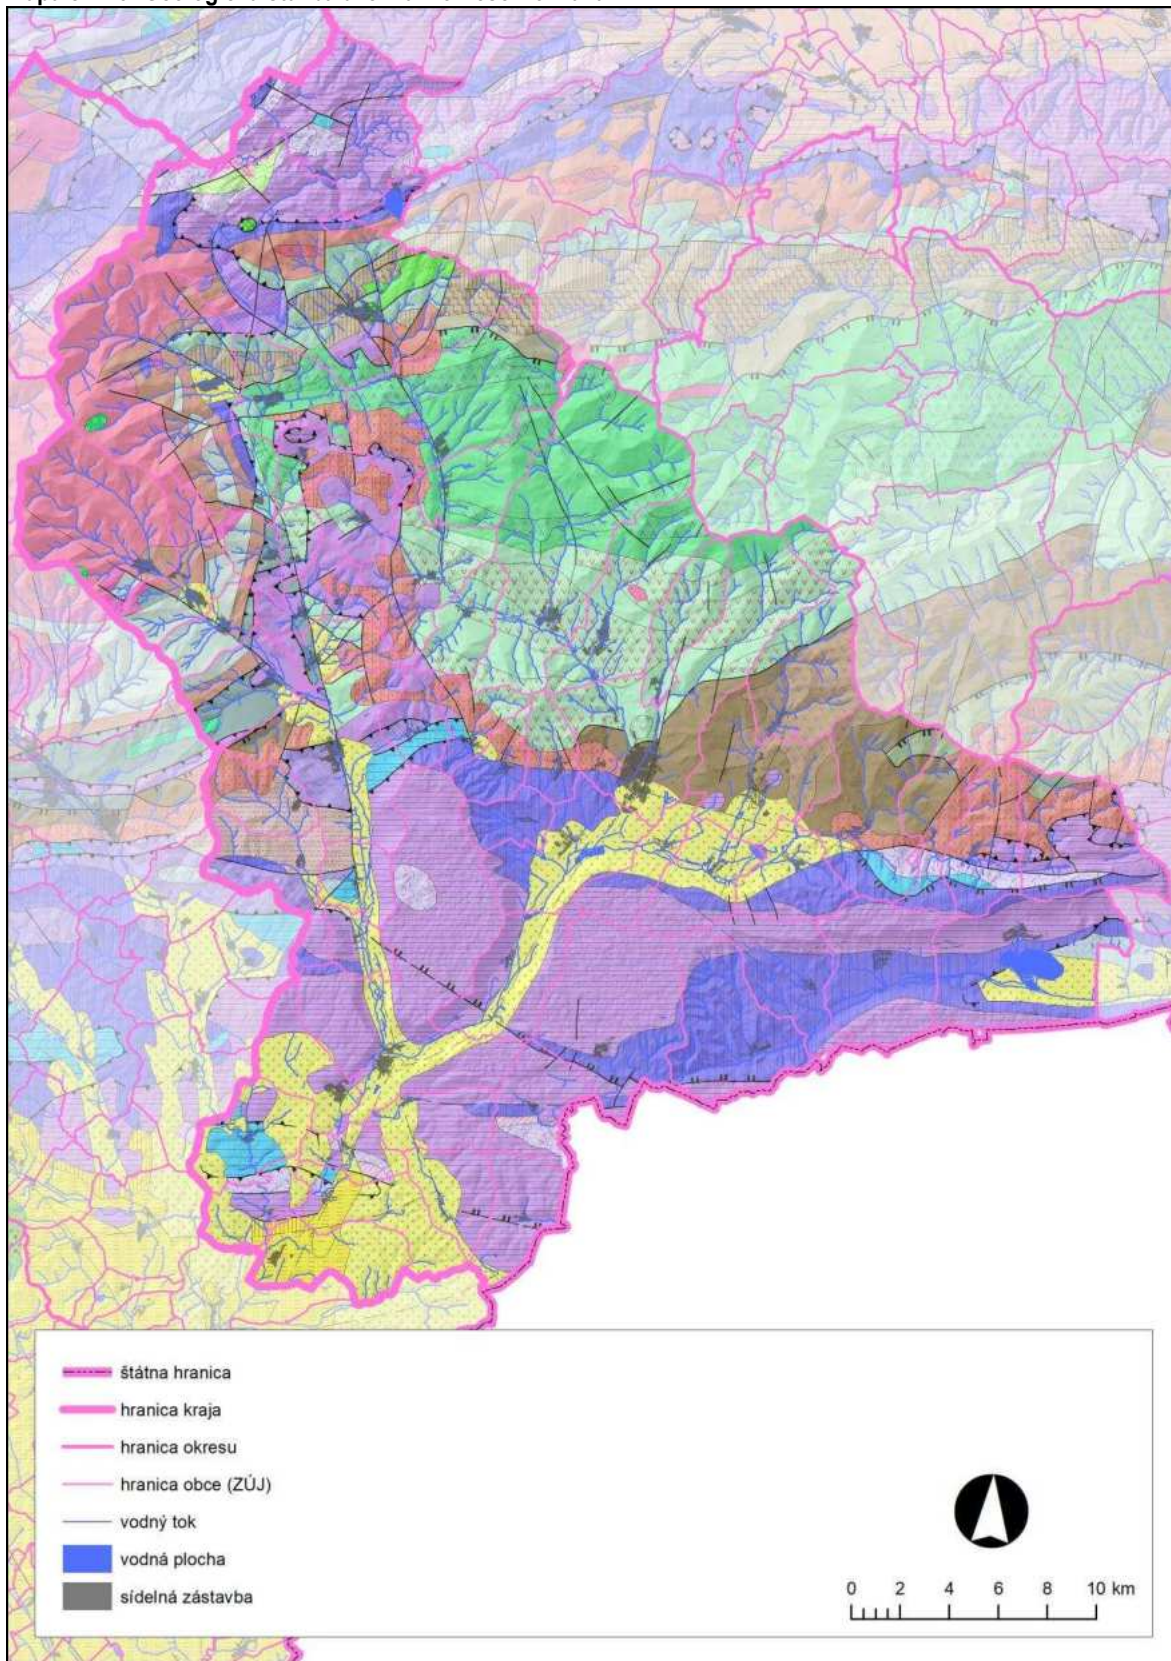 štátna hranica
hranica kraja
hranica okresu
hranica obce (ZÚJ)
vodný tok
vodná plocha
sídelná zástavba
0 2 4 6 8 10 km